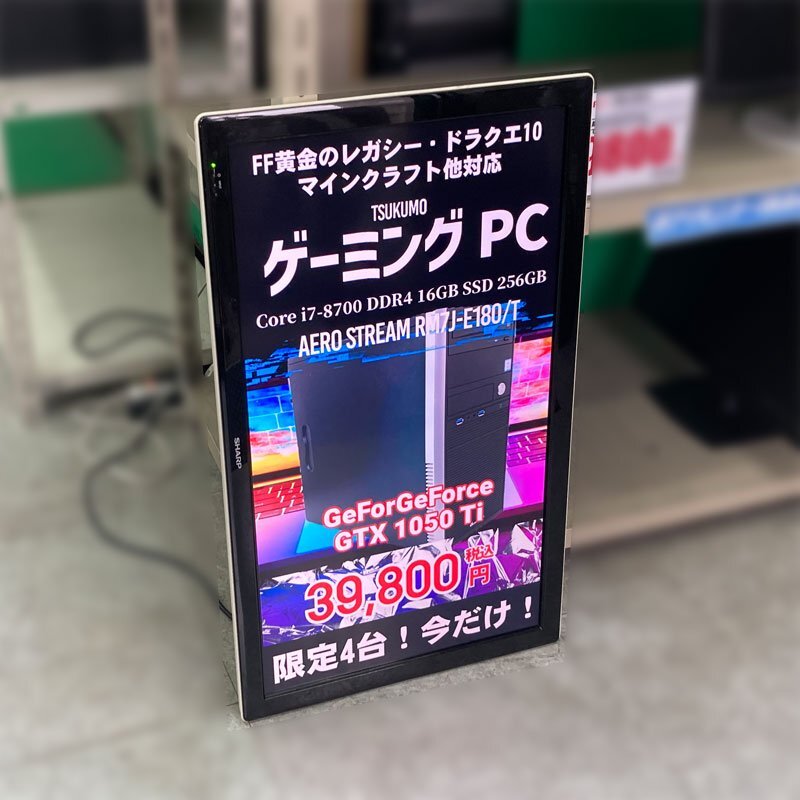 FF黄金のレガシー・ドラクエ10
マインクラフト他対応
TSUKUMO
ゲーミング PC
Core i7-8700 DDR4 16GB SSD 256GB
AERO STREAM RM7J-E180/T
GeForGeForce
GTX 1050 Ti
39,800円 税込
限定4台！今だけ！
SHARP